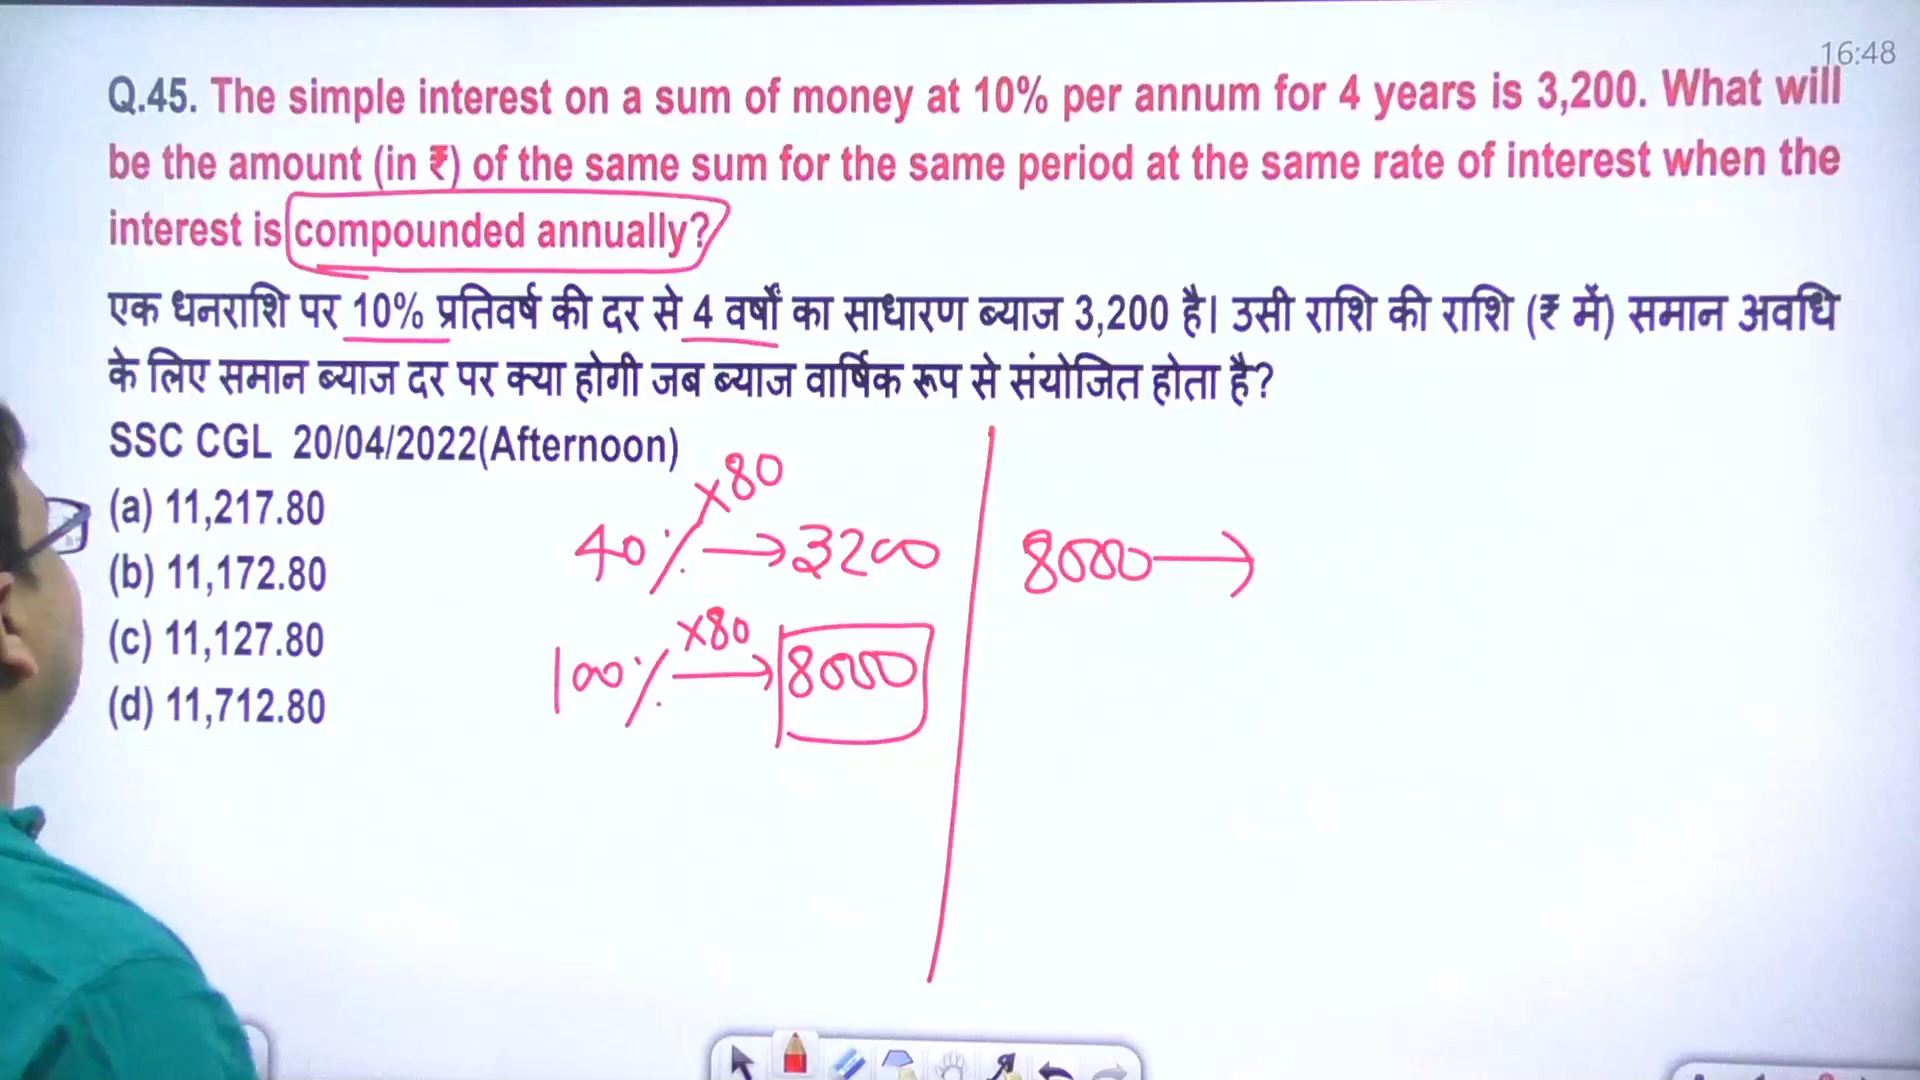 16:48
Q.45. The simple interest on a sum of money at 10% per annum for 4 years is 3,200. What will
be the amount (in ₹) of the same sum for the same period at the same rate of interest when the
interest is compounded annually?
एक धनराशि पर 10% प्रतिवर्ष की दर से 4 वर्षों का साधारण ब्याज 3,200 है। उसी राशि की राशि (₹ में) समान अवधि
के लिए समान ब्याज दर पर क्या होगी जब ब्याज वार्षिक रूप से संयोजित होता है?
SSC CGL 20/04/2022(Afternoon)
(a) 11,217.80
(b) 11,172.80
(c) 11,127.80
(d) 11,712.80
×80
40% → 3200
×80
100% → 8000
8000 →